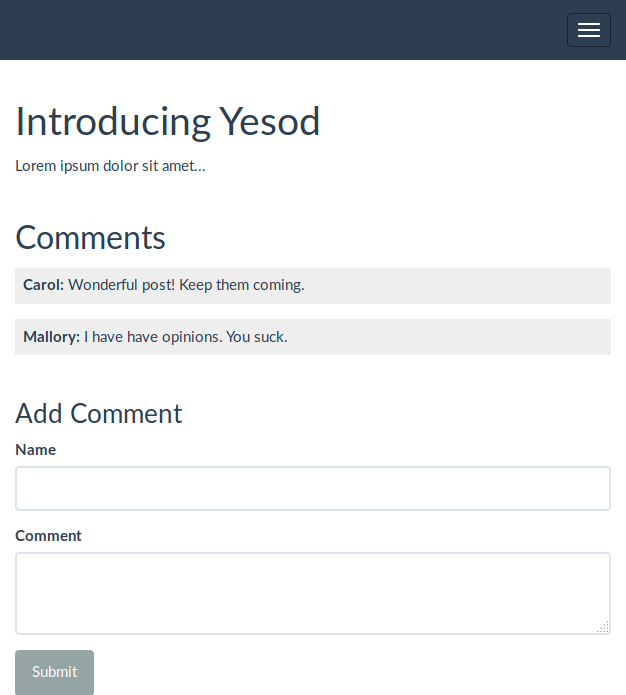 Introducing Yesod
Lorem ipsum dolor sit amet...
Comments
Carol: Wonderful post! Keep them coming.
Mallory: I have have opinions. You suck.
Add Comment
Name
Comment
Submit